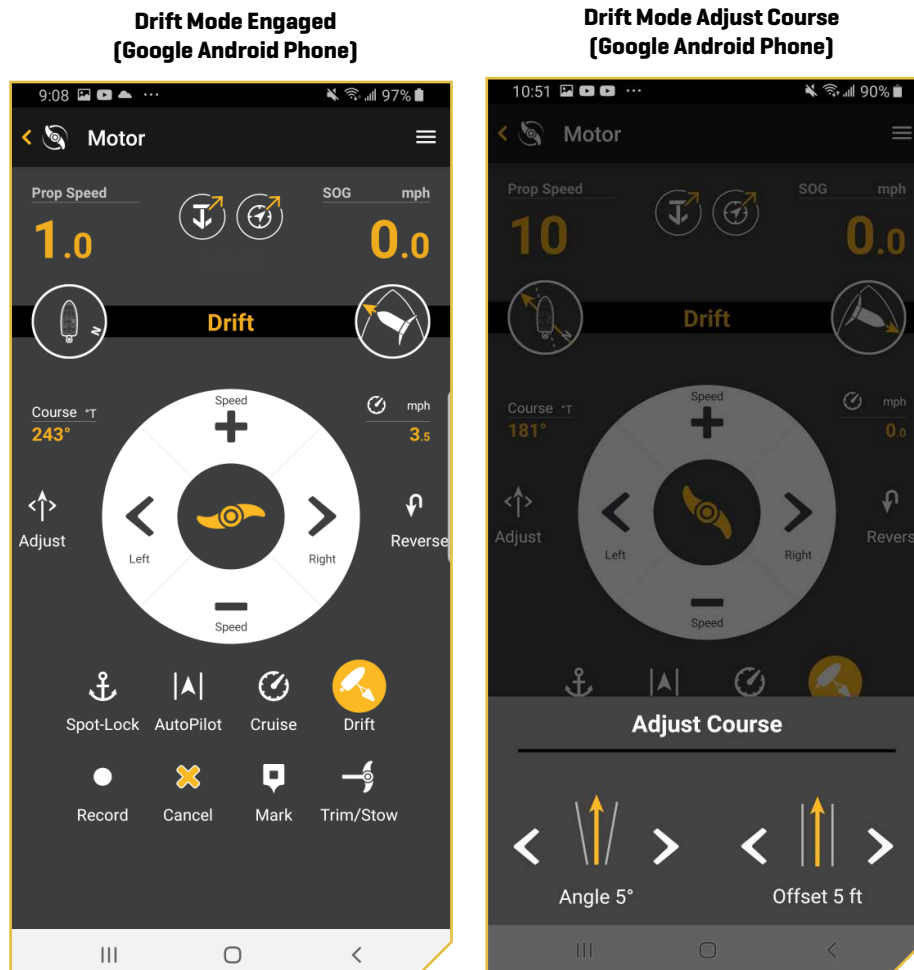 Drift Mode Engaged
(Google Android Phone)
9:08 97%
Motor
Prop Speed SOG mph
1.0 0.0
N
Drift
Course °T mph
243° 3.5
Speed
Adjust Left Right Reverse
Speed
Spot-Lock AutoPilot Cruise Drift
Record Cancel Mark Trim/Stow
Drift Mode Adjust Course
(Google Android Phone)
10:51 90%
Motor
Prop Speed SOG mph
10 0.0
N
Drift
Course °T mph
181° 0.0
Speed
Adjust Left Right Revers
Speed
Adjust Course
Angle 5° Offset 5 ft